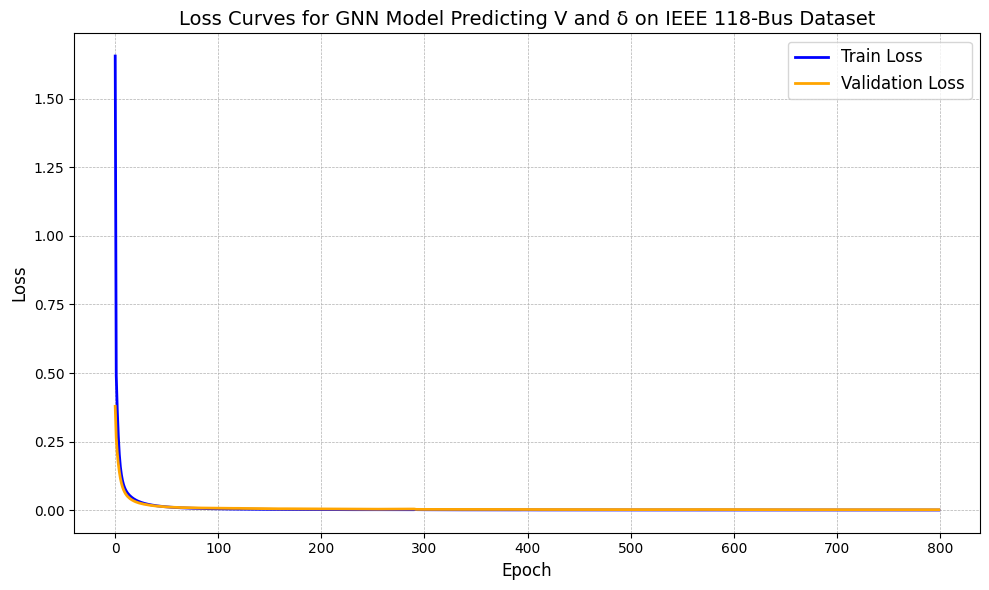 Loss Curves for GNN Model Predicting V and δ on IEEE 118-Bus Dataset
Train Loss
Validation Loss
Loss
1.50
1.25
1.00
0.75
0.50
0.25
0.00
0 100 200 300 400 500 600 700 800
Epoch